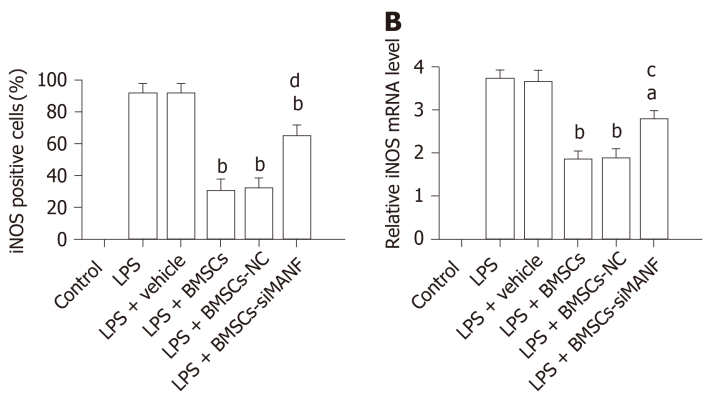 B
iNOS positive cells (%)
100
80
60
40
20
0
d
b
b
b
b
Control
LPS
LPS + vehicle
LPS + BMSCs
LPS + BMSCs-NC
LPS + BMSCs-siMANF
Relative iNOS mRNA level
4
3
2
1
0
c
a
b
b
Control
LPS
LPS + vehicle
LPS + BMSCs
LPS + BMSCs-NC
LPS + BMSCs-siMANF